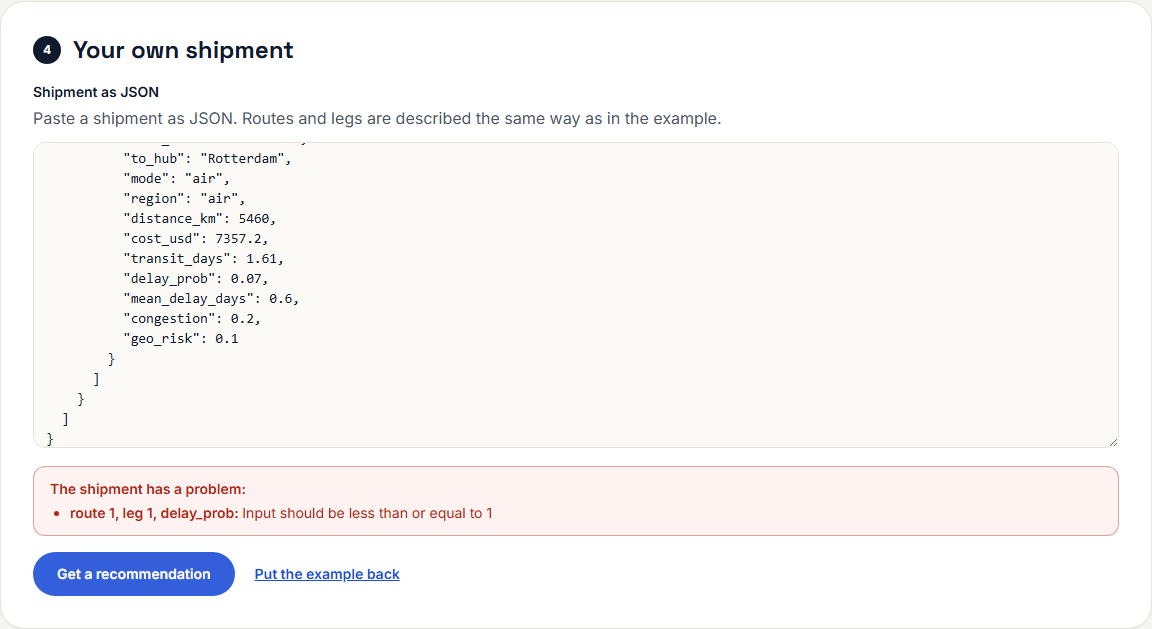 4 Your own shipment
Shipment as JSON
Paste a shipment as JSON. Routes and legs are described the same way as in the example.
"to_hub": "Rotterdam",
"mode": "air",
"region": "air",
"distance_km": 5460,
"cost_usd": 7357.2,
"transit_days": 1.61,
"delay_prob": 0.07,
"mean_delay_days": 0.6,
"congestion": 0.2,
"geo_risk": 0.1
}
]
}
]
}
The shipment has a problem:
• route 1, leg 1, delay_prob: Input should be less than or equal to 1
Get a recommendation Put the example back